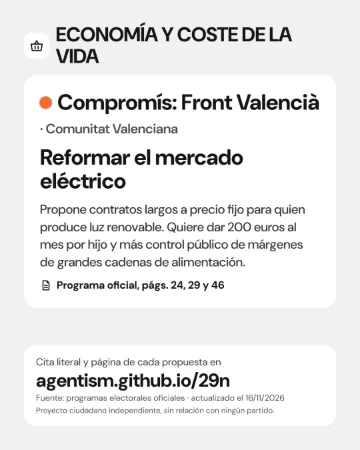 ECONOMÍA Y COSTE DE LA
VIDA
Compromís: Front Valencià
· Comunitat Valenciana
Reformar el mercado
eléctrico
Propone contratos largos a precio fijo para quien
produce luz renovable. Quiere dar 200 euros al
mes por hijo y más control público de márgenes
de grandes cadenas de alimentación.
Programa oficial, págs. 24, 29 y 46
Cita literal y página de cada propuesta en
agentism.github.io/29n
Fuente: programas electorales oficiales · actualizado el 16/11/2026
Proyecto ciudadano independiente, sin relación con ningún partido.